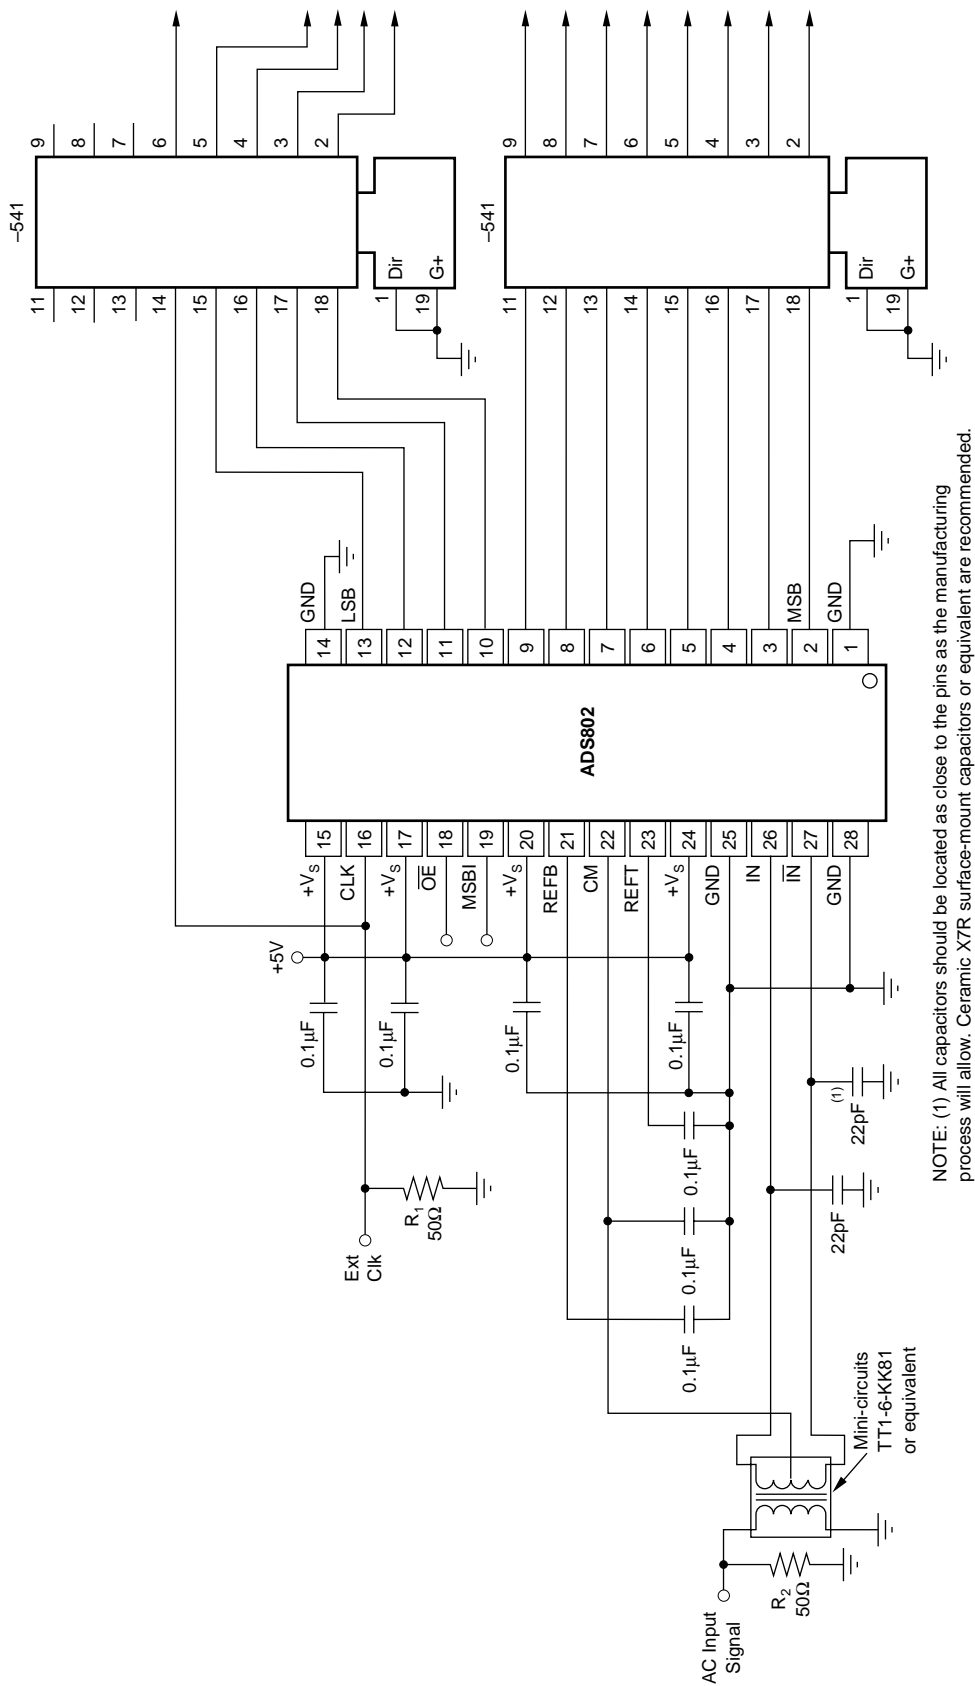 –541
11
12
13
14
15
16
17
18
9
8
7
6
5
4
3
2
1
Dir
19
G+
–541
11
12
13
14
15
16
17
18
9
8
7
6
5
4
3
2
1
Dir
19
G+
GND
LSB
MSB
GND
14
13
12
11
10
9
8
7
6
5
4
3
2
1
ADS802
15
16
17
18
19
20
21
22
23
24
25
26
27
28
+VS
CLK
+VS
OE
MSBI
+VS
REFB
CM
REFT
+VS
GND
IN
IN
GND
+5V
0.1µF
0.1µF
0.1µF
0.1µF
0.1µF
0.1µF
0.1µF
Ext
Clk
R1
50Ω
(1)
22pF
22pF
Mini-circuits
TT1-6-KK81
or equivalent
AC Input
Signal
R2
50Ω
NOTE: (1) All capacitors should be located as close to the pins as the manufacturing
process will allow. Ceramic X7R surface-mount capacitors or equivalent are recommended.